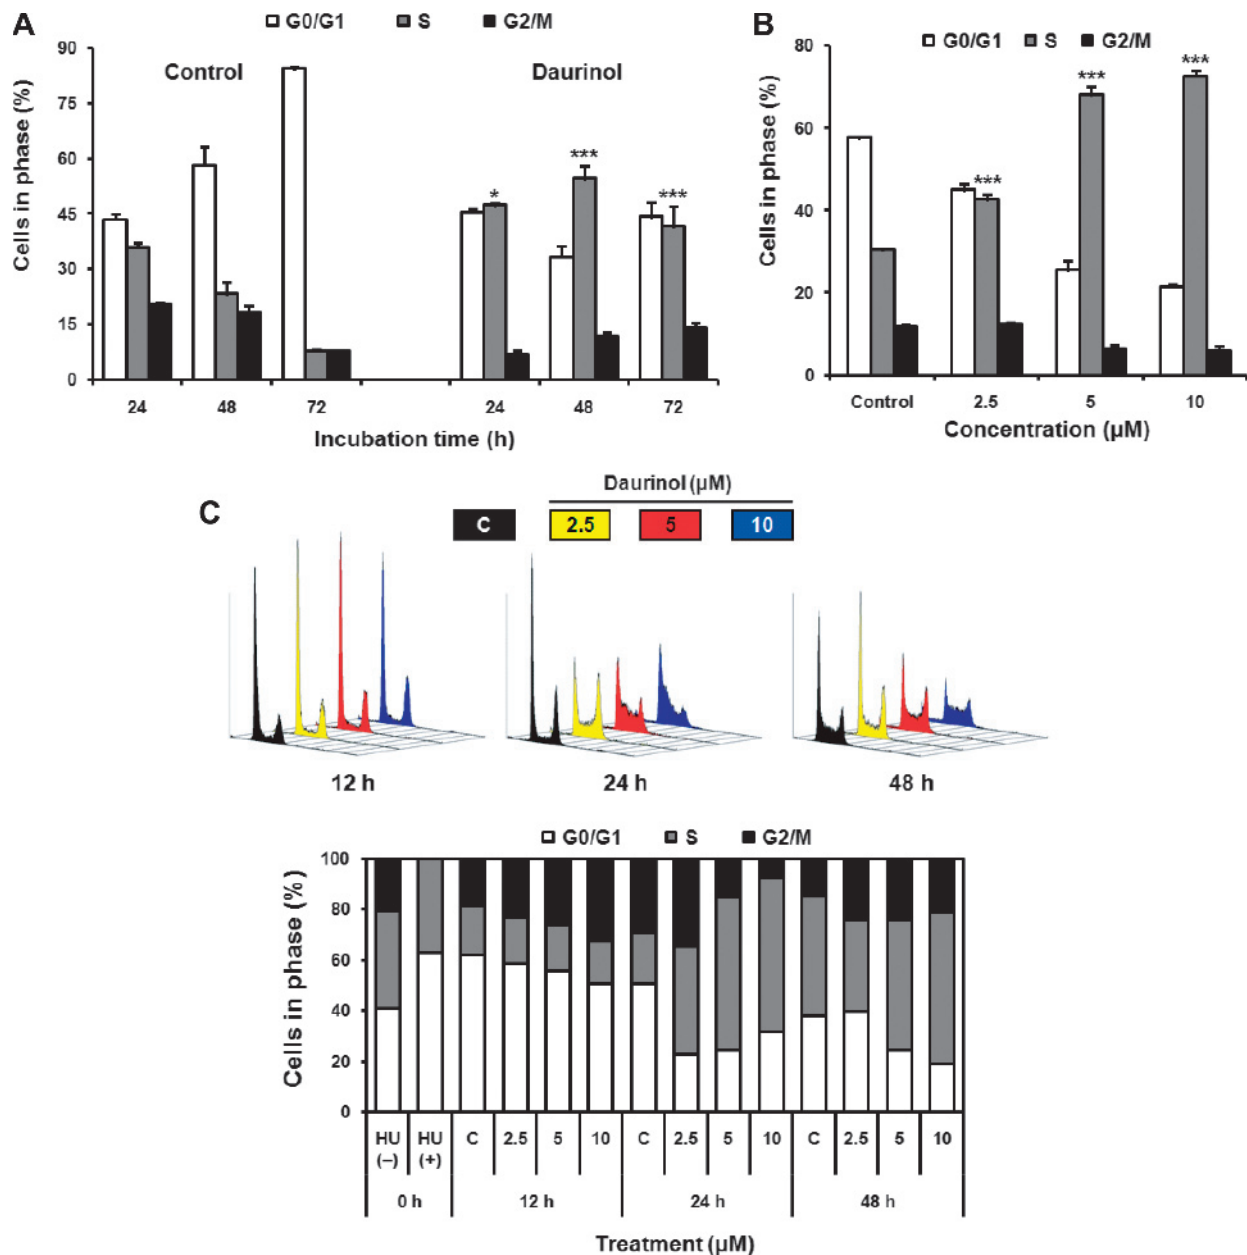 A
G0/G1 S G2/M
Cells in phase (%)
90
75
60
45
30
15
0
Control
Daurinol
*
***
***
24 48 72 24 48 72
Incubation time (h)
B
G0/G1 S G2/M
Cells in phase (%)
80
60
40
20
0
***
***
***
Control 2.5 5 10
Concentration (µM)
C
Daurinol (µM)
C 2.5 5 10
12 h 24 h 48 h
G0/G1 S G2/M
Cells in phase (%)
100
80
60
40
20
0
HU HU C 2.5 5 10 C 2.5 5 10 C 2.5 5 10
(–) (+)
0 h 12 h 24 h 48 h
Treatment (µM)